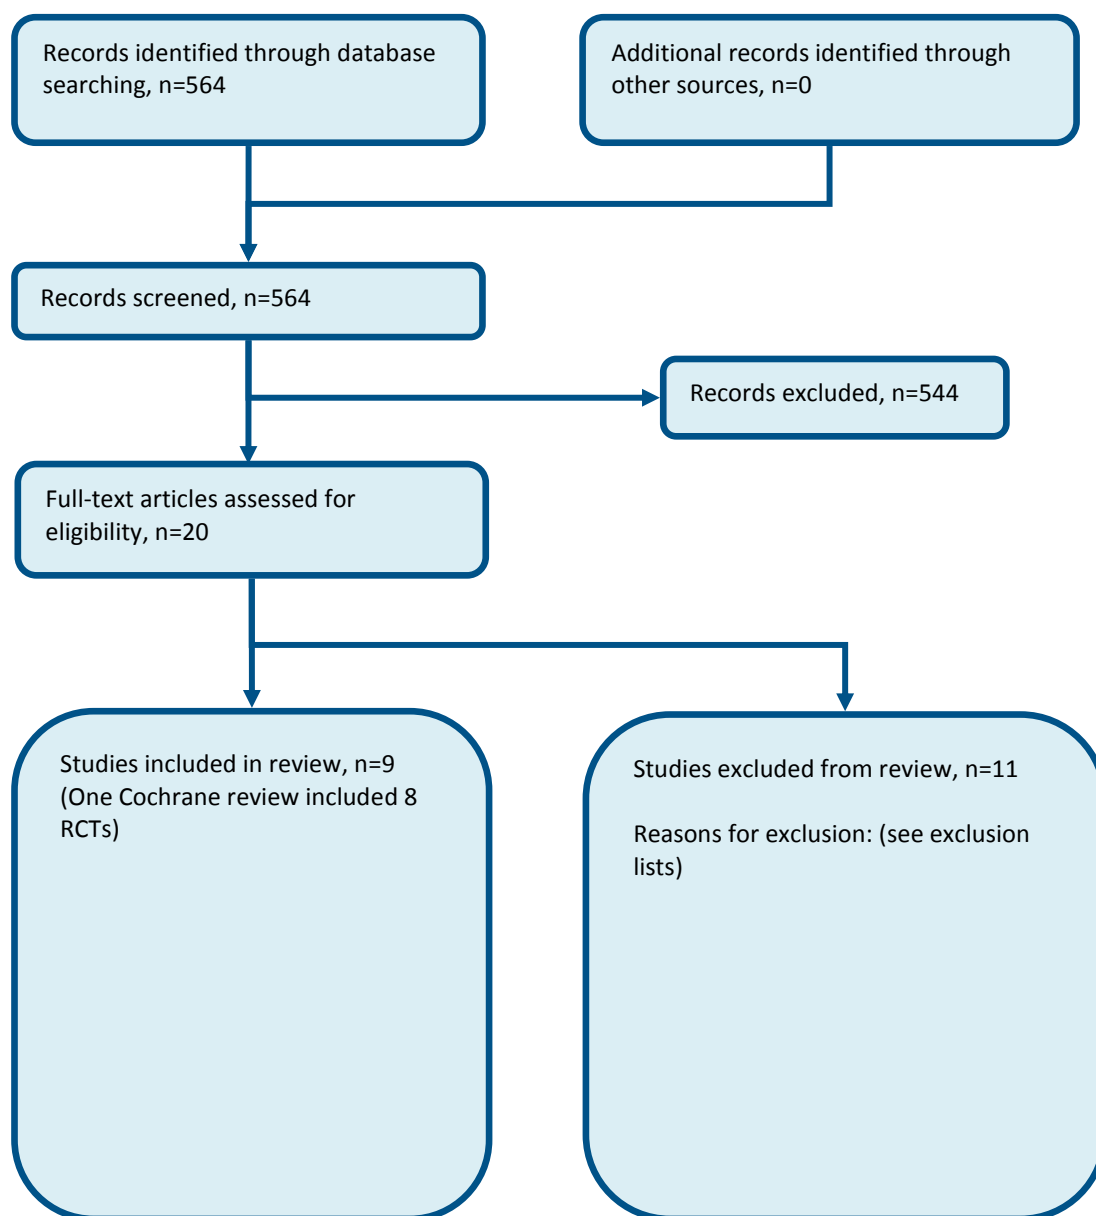 Records identified through database
searching, n=564
Additional records identified through
other sources, n=0
Records screened, n=564
Records excluded, n=544
Full-text articles assessed for
eligibility, n=20
Studies included in review, n=9
(One Cochrane review included 8
RCTs)
Studies excluded from review, n=11
Reasons for exclusion: (see exclusion
lists)